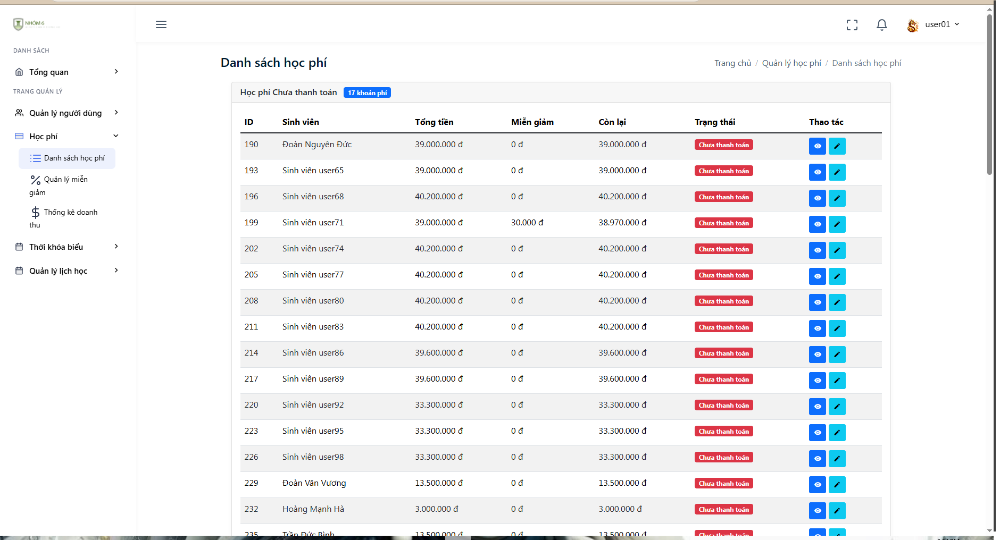 NHÓM 6
user01
DANH SÁCH
Tổng quan
TRANG QUẢN LÝ
Quản lý người dùng
Học phí
Danh sách học phí
Quản lý miễn
giảm
Thống kê doanh
thu
Thời khóa biểu
Quản lý lịch học
Danh sách học phí
Trang chủ / Quản lý học phí / Danh sách học phí
Học phí Chưa thanh toán 17 khoản phí
ID Sinh viên Tổng tiền Miễn giảm Còn lại Trạng thái Thao tác
190 Đoàn Nguyên Đức 39.000.000 đ 0 đ 39.000.000 đ Chưa thanh toán
193 Sinh viên user65 39.000.000 đ 0 đ 39.000.000 đ Chưa thanh toán
196 Sinh viên user68 40.200.000 đ 0 đ 40.200.000 đ Chưa thanh toán
199 Sinh viên user71 39.000.000 đ 30.000 đ 38.970.000 đ Chưa thanh toán
202 Sinh viên user74 40.200.000 đ 0 đ 40.200.000 đ Chưa thanh toán
205 Sinh viên user77 40.200.000 đ 0 đ 40.200.000 đ Chưa thanh toán
208 Sinh viên user80 40.200.000 đ 0 đ 40.200.000 đ Chưa thanh toán
211 Sinh viên user83 40.200.000 đ 0 đ 40.200.000 đ Chưa thanh toán
214 Sinh viên user86 39.600.000 đ 0 đ 39.600.000 đ Chưa thanh toán
217 Sinh viên user89 39.600.000 đ 0 đ 39.600.000 đ Chưa thanh toán
220 Sinh viên user92 33.300.000 đ 0 đ 33.300.000 đ Chưa thanh toán
223 Sinh viên user95 33.300.000 đ 0 đ 33.300.000 đ Chưa thanh toán
226 Sinh viên user98 33.300.000 đ 0 đ 33.300.000 đ Chưa thanh toán
229 Đoàn Văn Vương 13.500.000 đ 0 đ 13.500.000 đ Chưa thanh toán
232 Hoàng Mạnh Hà 3.000.000 đ 0 đ 3.000.000 đ Chưa thanh toán
235 Trần Đức Bình 13.500.000 đ 0 đ 13.500.000 đ Chưa thanh toán